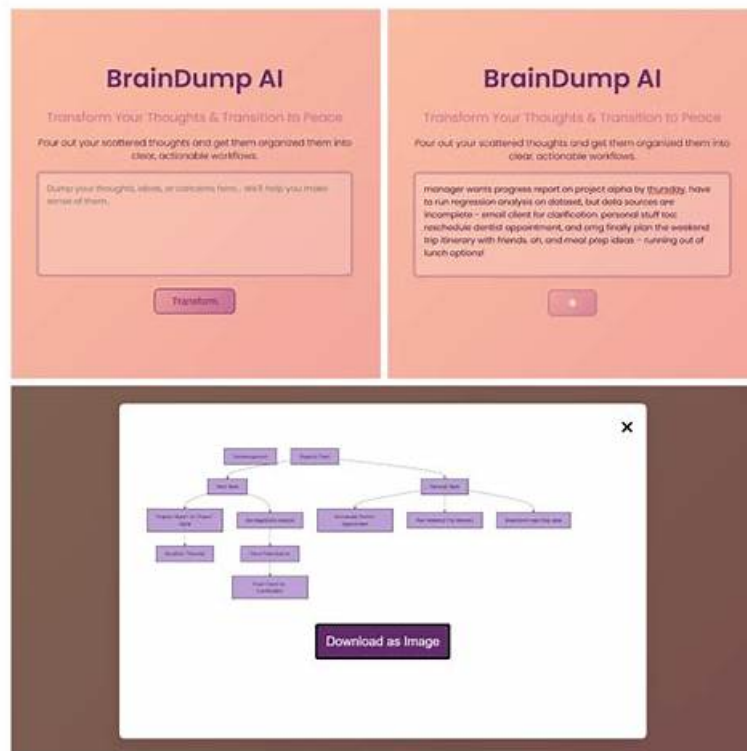 BrainDump AI
Transform Your Thoughts & Transition to Peace
Pour out your scattered thoughts and get them organized them into
clear, actionable workflows.
Dump your thoughts, ideas, or concerns here... We'll help you make
sense of them.
Transform
BrainDump AI
Transform Your Thoughts & Transition to Peace
Pour out your scattered thoughts and get them organized them into
clear, actionable workflows.
manager wants progress report on project alpha by thursday. have
to run regression analysis on dataset, but data sources are
incomplete - email client for clarification. personal stuff too:
reschedule dentist appointment, and omg finally plan the weekend
trip itinerary with friends. oh, and meal prep ideas - running out of
lunch options!
Download as Image